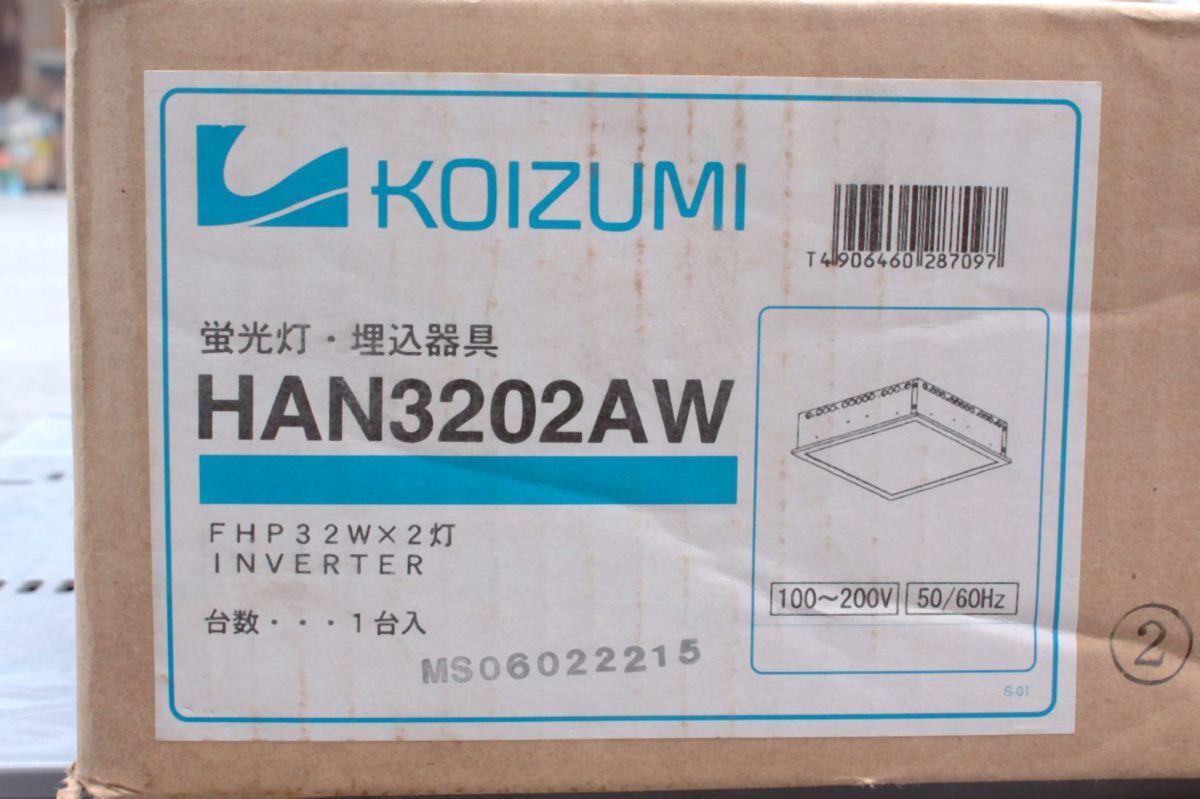 KOIZUMI
T4906460287097
蛍光灯・埋込器具
HAN3202AW
FHP32W×2灯
INVERTER
台数・・・1台入
MS06022215
100～200V 50/60Hz
S-01
②